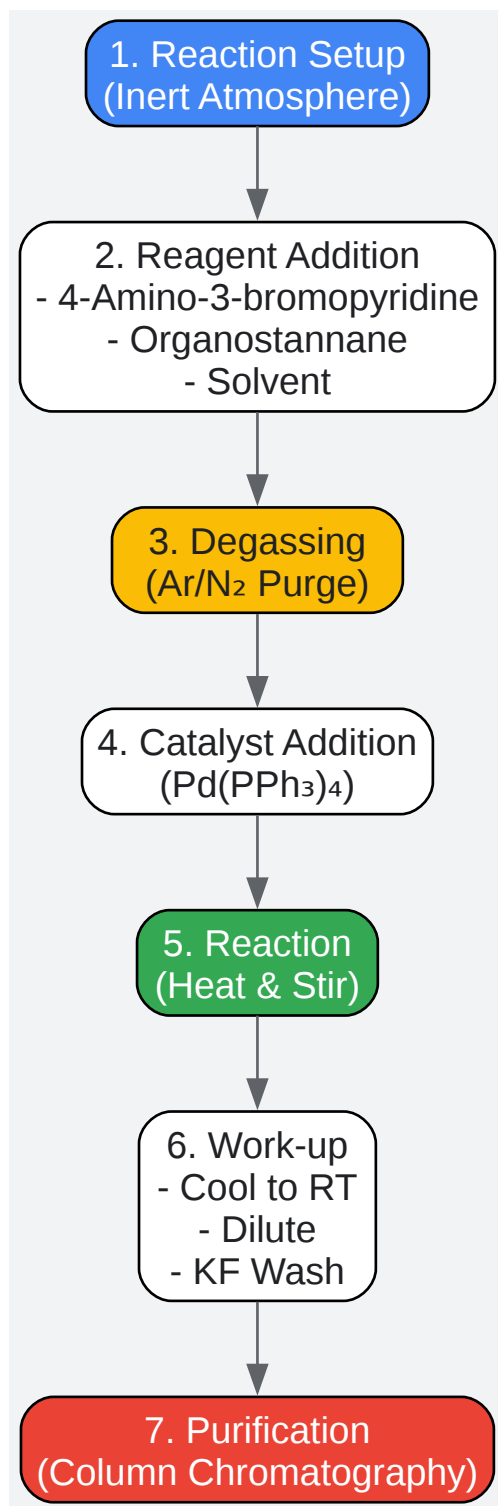 1. Reaction Setup
(Inert Atmosphere)
2. Reagent Addition
- 4-Amino-3-bromopyridine
- Organostannane
- Solvent
3. Degassing
(Ar/N₂ Purge)
4. Catalyst Addition
(Pd(PPh₃)₄)
5. Reaction
(Heat & Stir)
6. Work-up
- Cool to RT
- Dilute
- KF Wash
7. Purification
(Column Chromatography)